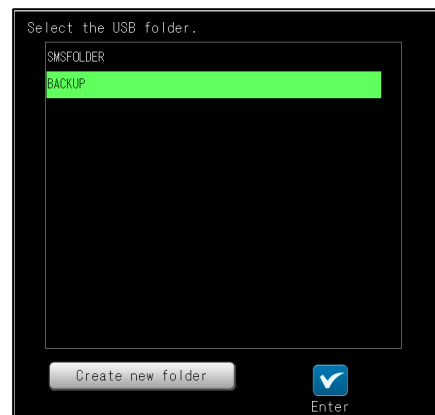 Select the USB folder.
SMSFOLDER
BACKUP
Create new folder
Enter